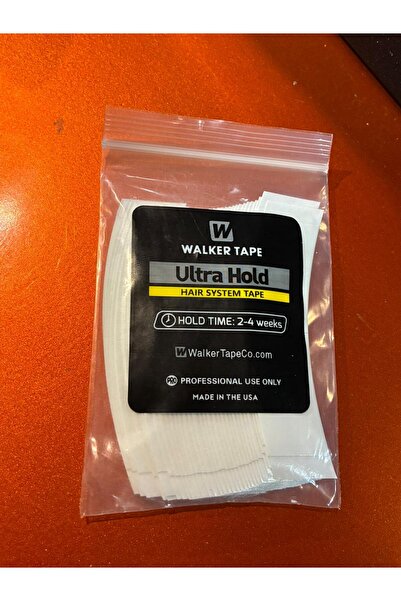 W
WALKER TAPE
Ultra Hold
HAIR SYSTEM TAPE
HOLD TIME: 2-4 weeks
W WalkerTapeCo.com
PRO PROFESSIONAL USE ONLY
MADE IN THE USA